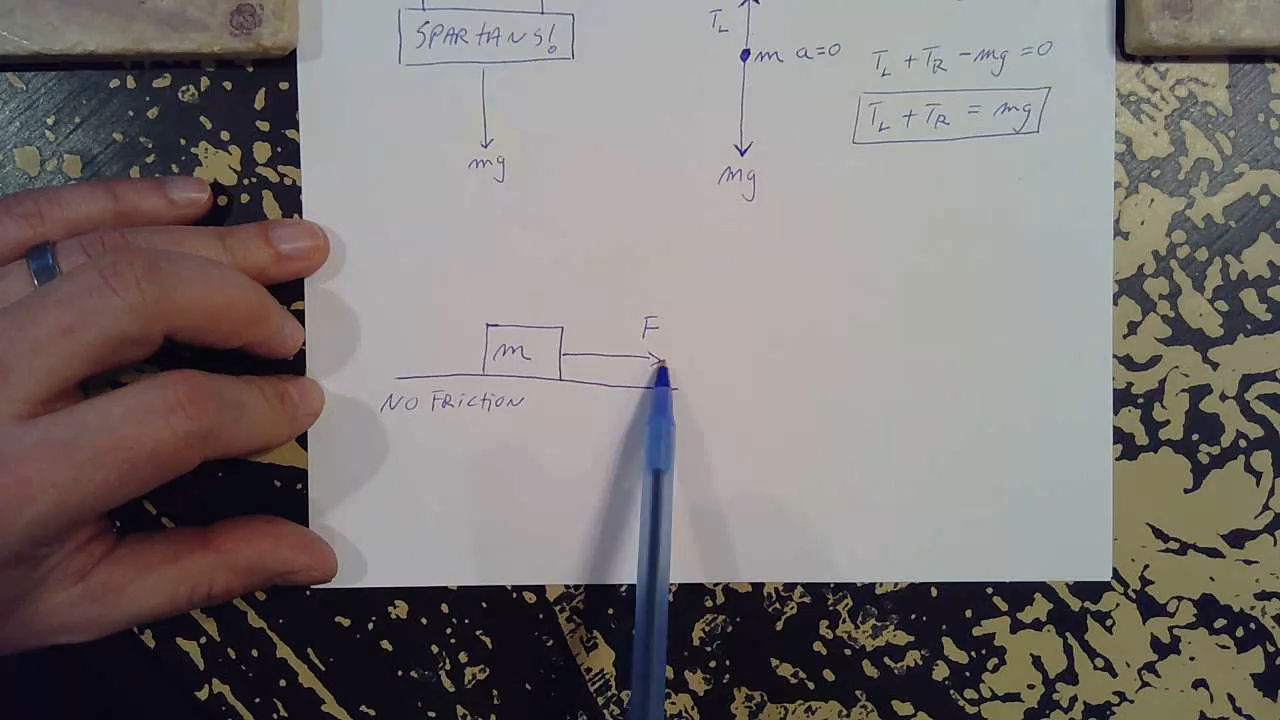 T_L
SPARTANS!
m a=0
T_L + T_R - mg = 0
T_L + T_R = mg
mg
mg
F
m
NO FRICTION